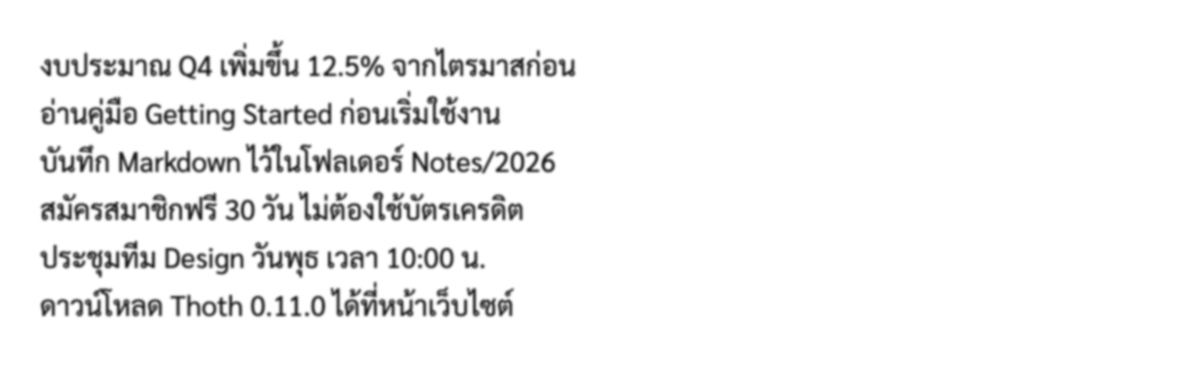 งบประมาณ Q4 เพิ่มขึ้น 12.5% จากไตรมาสก่อน
อ่านคู่มือ Getting Started ก่อนเริ่มใช้งาน
บันทึก Markdown ไว้ในโฟลเดอร์ Notes/2026
สมัครสมาชิกฟรี 30 วัน ไม่ต้องใช้บัตรเครดิต
ประชุมทีม Design วันพุธ เวลา 10:00 น.
ดาวน์โหลด Thoth 0.11.0 ได้ที่หน้าเว็บไซต์